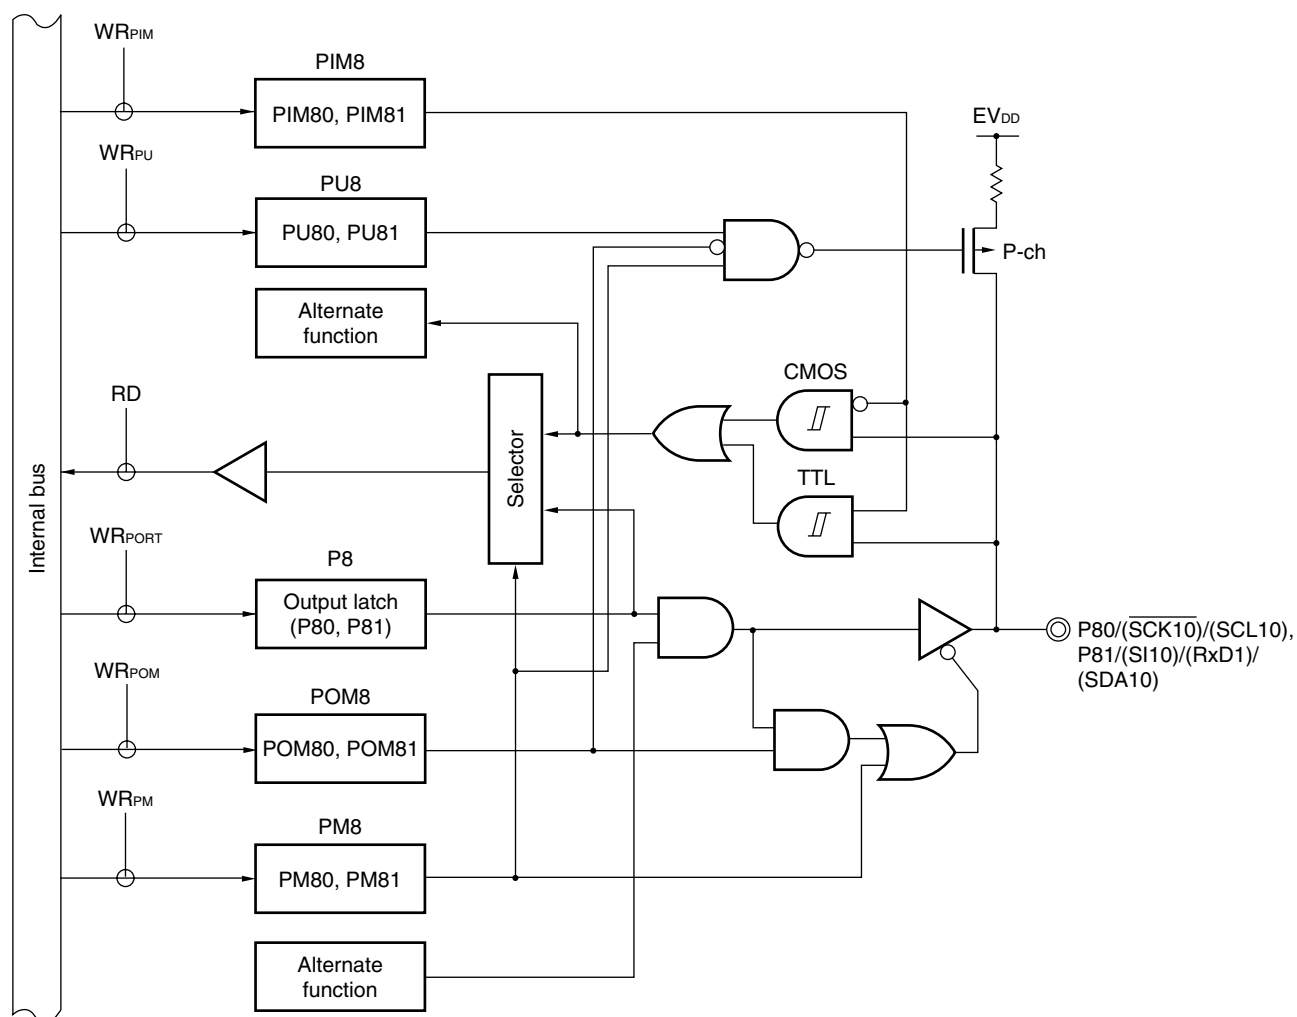 WRPIM
PIM8
PIM80, PIM81
EVDD
WRPU
PU8
PU80, PU81
P-ch
Alternate
function
CMOS
RD
Selector
TTL
Internal bus
WRPORT
P8
Output latch
(P80, P81)
P80/(SCK10)/(SCL10),
P81/(SI10)/(RxD1)/
(SDA10)
WRPOM
POM8
POM80, POM81
WRPM
PM8
PM80, PM81
Alternate
function